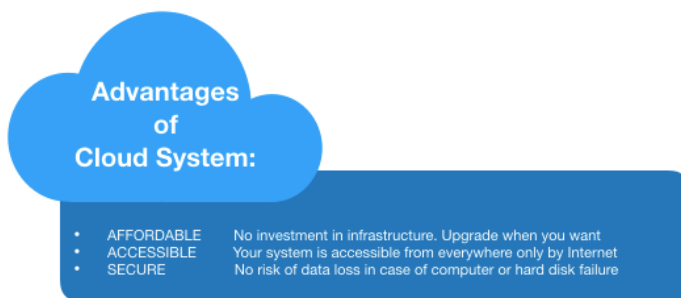 Advantages
of
Cloud System:
• AFFORDABLE No investment in infrastructure. Upgrade when you want
• ACCESSIBLE Your system is accessible from everywhere only by Internet
• SECURE No risk of data loss in case of computer or hard disk failure